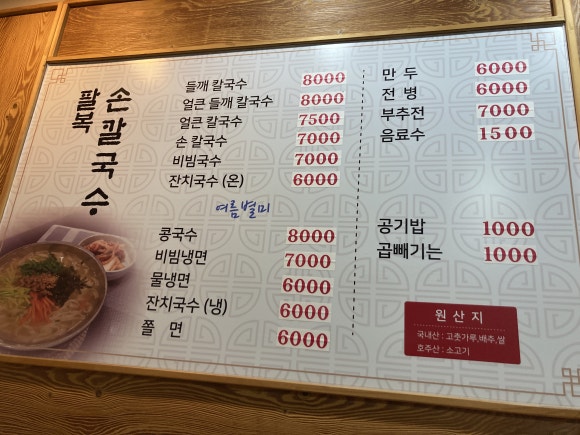 팔복
손칼국수
들깨 칼국수 8000
얼큰 들깨 칼국수 8000
얼큰 칼국수 7500
손 칼국수 7000
비빔국수 7000
잔치국수 (온) 6000
여름별미
콩국수 8000
비빔냉면 7000
물냉면 6000
잔치국수 (냉) 6000
쫄 면 6000
만 두 6000
전 병 6000
부추전 7000
음료수 1500
공기밥 1000
곱빼기는 1000
원 산 지
국내산 : 고춧가루,배추,쌀
호주산 : 소고기